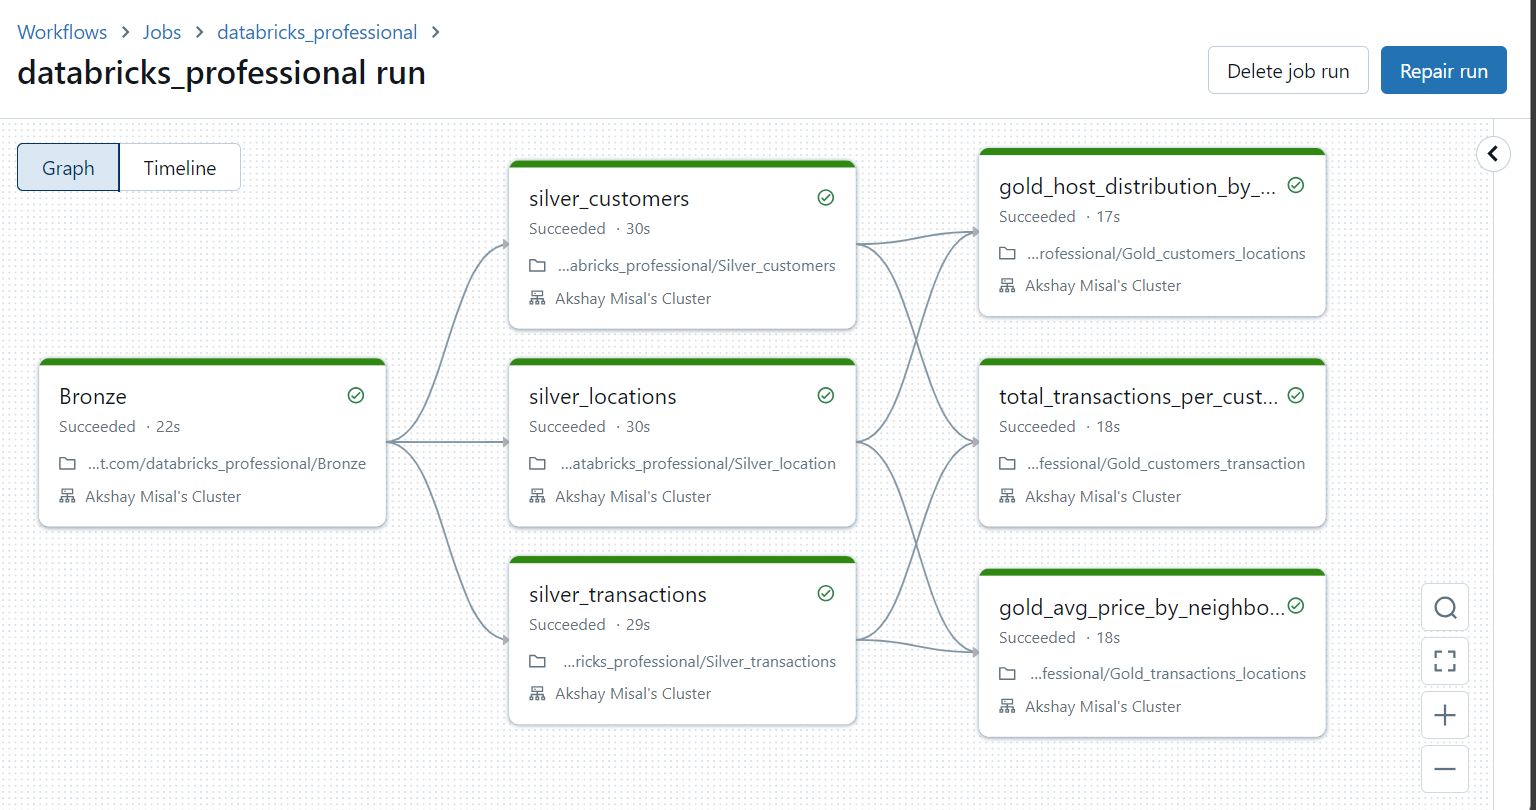 Workflows > Jobs > databricks_professional >
databricks_professional run
Delete job run
Repair run
Graph
Timeline
Bronze
Succeeded · 22s
...t.com/databricks_professional/Bronze
Akshay Misal's Cluster
silver_customers
Succeeded · 30s
...abricks_professional/Silver_customers
Akshay Misal's Cluster
silver_locations
Succeeded · 30s
...atabricks_professional/Silver_location
Akshay Misal's Cluster
silver_transactions
Succeeded · 29s
...ricks_professional/Silver_transactions
Akshay Misal's Cluster
gold_host_distribution_by_...
Succeeded · 17s
...rofessional/Gold_customers_locations
Akshay Misal's Cluster
total_transactions_per_cust...
Succeeded · 18s
...fessional/Gold_customers_transaction
Akshay Misal's Cluster
gold_avg_price_by_neighbo...
Succeeded · 18s
...fessional/Gold_transactions_locations
Akshay Misal's Cluster